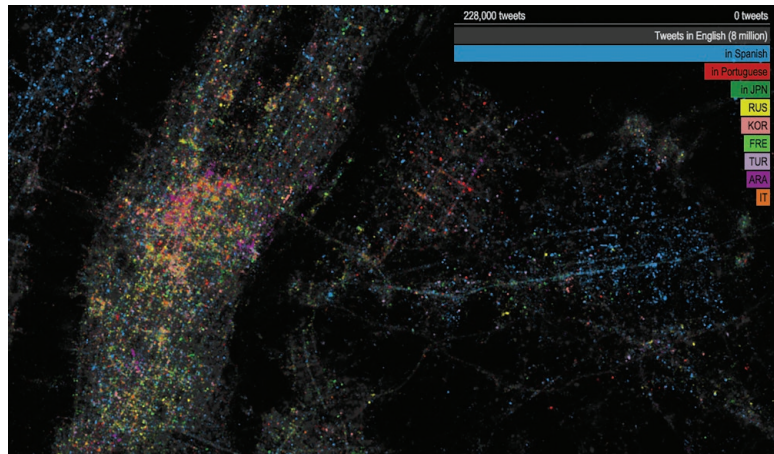 228,000 tweets 0 tweets
Tweets in English (8 million)
in Spanish
in Portuguese
in JPN
RUS
KOR
FRE
TUR
ARA
IT